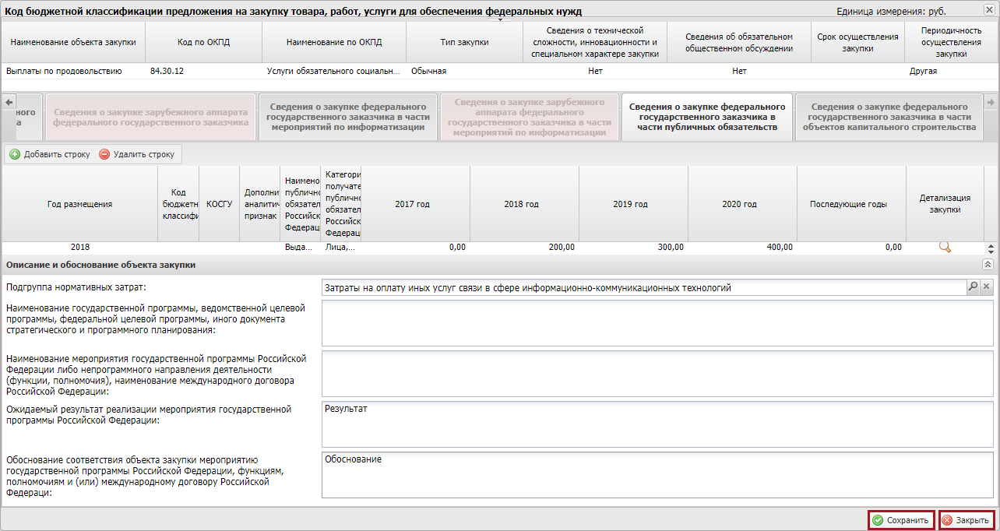 Код бюджетной классификации предложения на закупку товара, работ, услуги для обеспечения федеральных нужд
Единица измерения: руб.
Наименование объекта закупки
Код по ОКПД
Наименование по ОКПД
Тип закупки
Сведения о технической
сложности, инновационности и
специальном характере закупки
Сведения об обязательном
общественном обсуждении
Срок осуществления
закупки
Периодичность
осуществления
закупки
Выплаты по продовольствию
84.30.12
Услуги обязательного социальн...
Обычная
Нет
Нет
Другая
ного
а
Сведения о закупке зарубежного аппарата
федерального государственного заказчика
Сведения о закупке федерального
государственного заказчика в части
мероприятий по информатизации
Сведения о закупке зарубежного
аппарата федерального
государственного заказчика в части
мероприятий по информатизации
Сведения о закупке федерального
государственного заказчика в
части публичных обязательств
Сведения о закупке федерального
государственного заказчика в части
объектов капитального строительства
Добавить строку
Удалить строку
Год размещения
Код
бюджетн
классифи
КОСГУ
Дополни
аналитич
признак
Наимено
публичн
обязател
Российск
Федерац
Категори
получате
публичн
обязател
Российск
Федерац
2017 год
2018 год
2019 год
2020 год
Последующие годы
Детализация
закупки
2018
Выда...
Лица,...
0,00
200,00
300,00
400,00
0,00
Описание и обоснование объекта закупки
Подгруппа нормативных затрат:
Затраты на оплату иных услуг связи в сфере информационно-коммуникационных технологий
Наименование государственной программы, ведомственной целевой
программы, федеральной целевой программы, иного документа
стратегического и программного планирования:
Наименование мероприятия государственной программы Российской
Федерации либо непрограммного направления деятельности
(функции, полномочия), наименование международного договора
Российской Федерации:
Ожидаемый результат реализации мероприятия государственной
программы Российской Федерации:
Результат
Обоснование соответствия объекта закупки мероприятию
государственной программы Российской Федерации, функциям,
полномочиям и (или) международному договору Российской
Федераци:
Обоснование
Сохранить
Закрыть